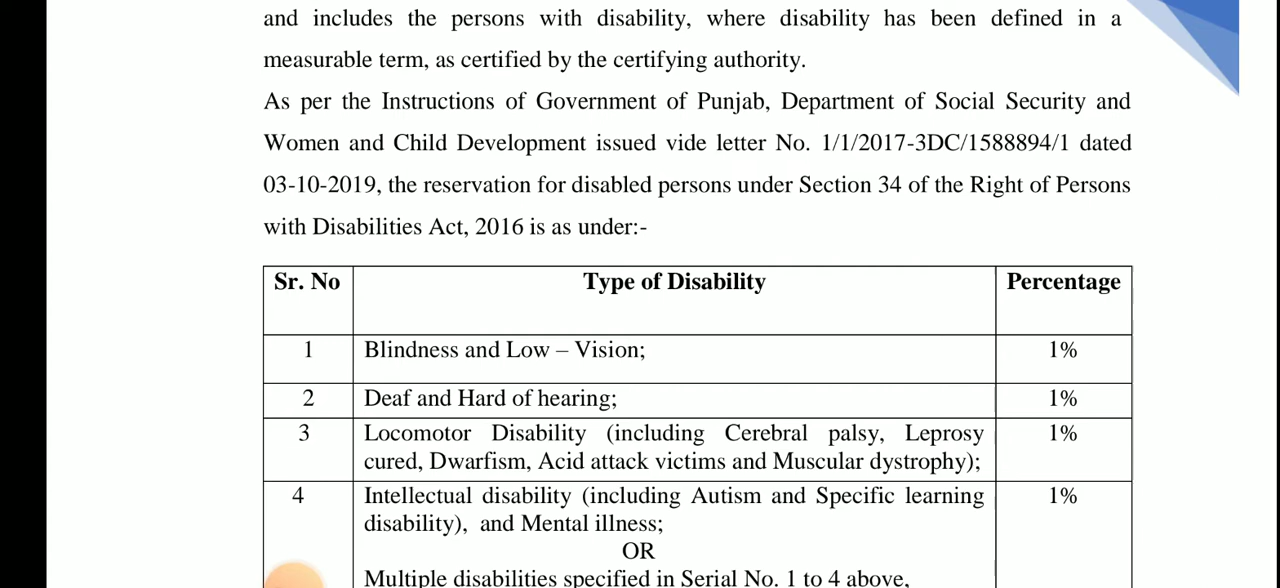 and includes the persons with disability, where disability has been defined in a
measurable term, as certified by the certifying authority.
As per the Instructions of Government of Punjab, Department of Social Security and
Women and Child Development issued vide letter No. 1/1/2017-3DC/1588894/1 dated
03-10-2019, the reservation for disabled persons under Section 34 of the Right of Persons
with Disabilities Act, 2016 is as under:-
Sr. No Type of Disability Percentage
1 Blindness and Low – Vision; 1%
2 Deaf and Hard of hearing; 1%
3 Locomotor Disability (including Cerebral palsy, Leprosy 1%
cured, Dwarfism, Acid attack victims and Muscular dystrophy);
4 Intellectual disability (including Autism and Specific learning 1%
disability), and Mental illness;
OR
Multiple disabilities specified in Serial No. 1 to 4 above,